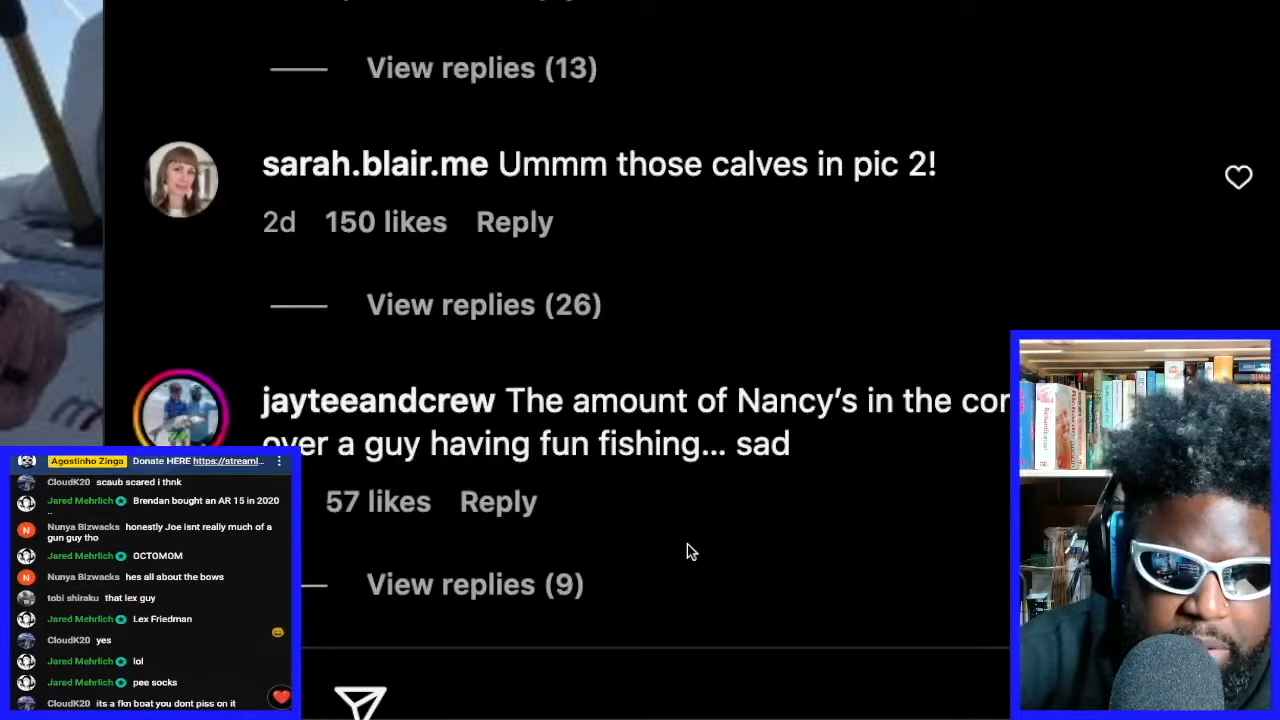 View replies (13)
sarah.blair.me Ummm those calves in pic 2!
2d 150 likes Reply
View replies (26)
jayteeandcrew The amount of Nancy's in the
over a guy having fun fishing... sad
57 likes Reply
View replies (9)
Agostinho Zinga Donate HERE https://streaml...
CloudK20 scaub scared i thnk
Jared Mehrlich Brendan bought an AR 15 in 2020
..
Nunya Bizwacks honestly Joe isnt really much of a
gun guy tho
Jared Mehrlich OCTOMOM
Nunya Bizwacks hes all about the bows
tobi shiraku that lex guy
Jared Mehrlich Lex Friedman
CloudK20 yes
Jared Mehrlich lol
Jared Mehrlich pee socks
CloudK20 its a fkn boat you dont piss on it